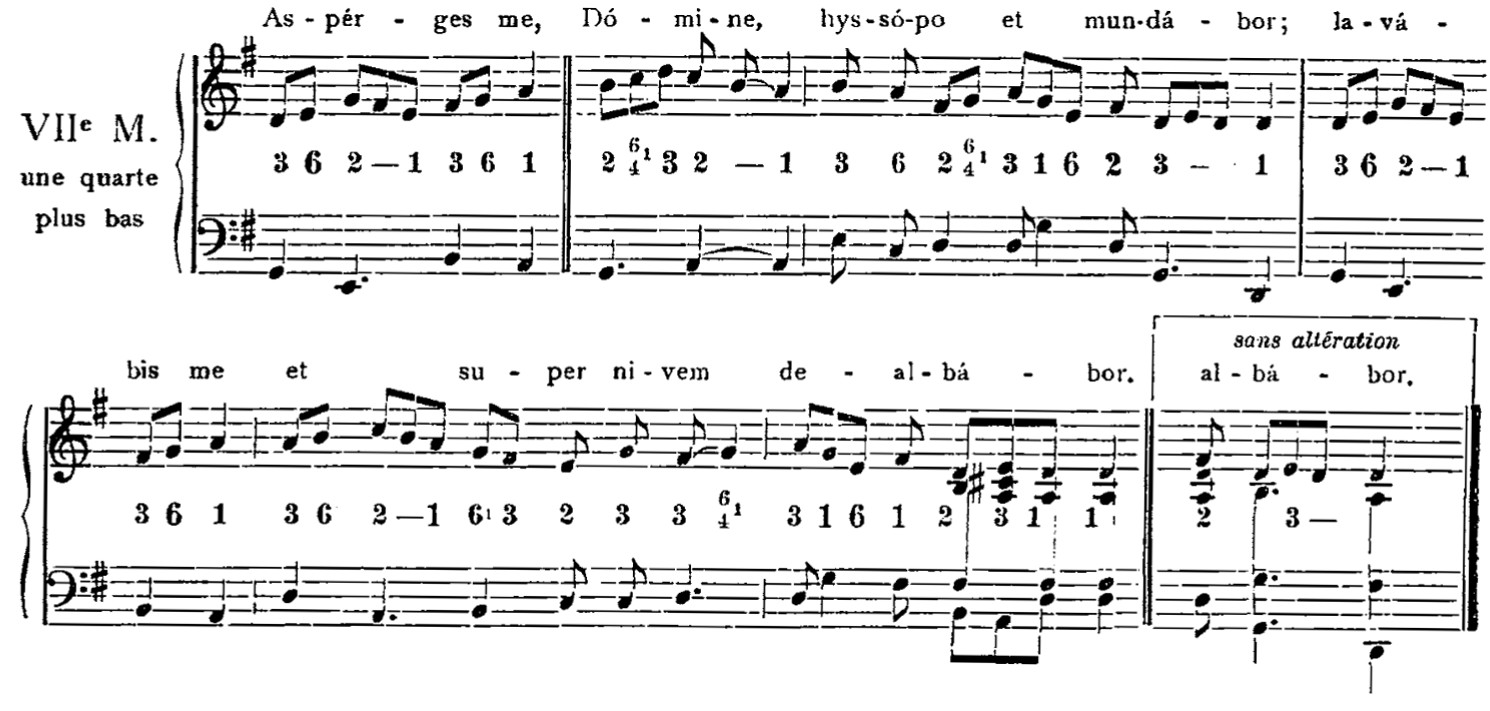 As - pér - ges me, Dó - mi - ne, hys - só - po et mun - dá - bor; la - vá -
VIIe M.
une quarte
plus bas
3 6 2 — 1 3 6 1 2 6/4 1 3 2 — 1 3 6 2 6/4 1 3 1 6 2 3 — 1 3 6 2 — 1
sans altération
bis me et su - per ni - vem de - al - bá - bor. al - bá - bor.
3 6 1 3 6 2 — 1 6 1 3 2 3 3 6/4 1 3 1 6 1 2 3 1 1 2 3 —